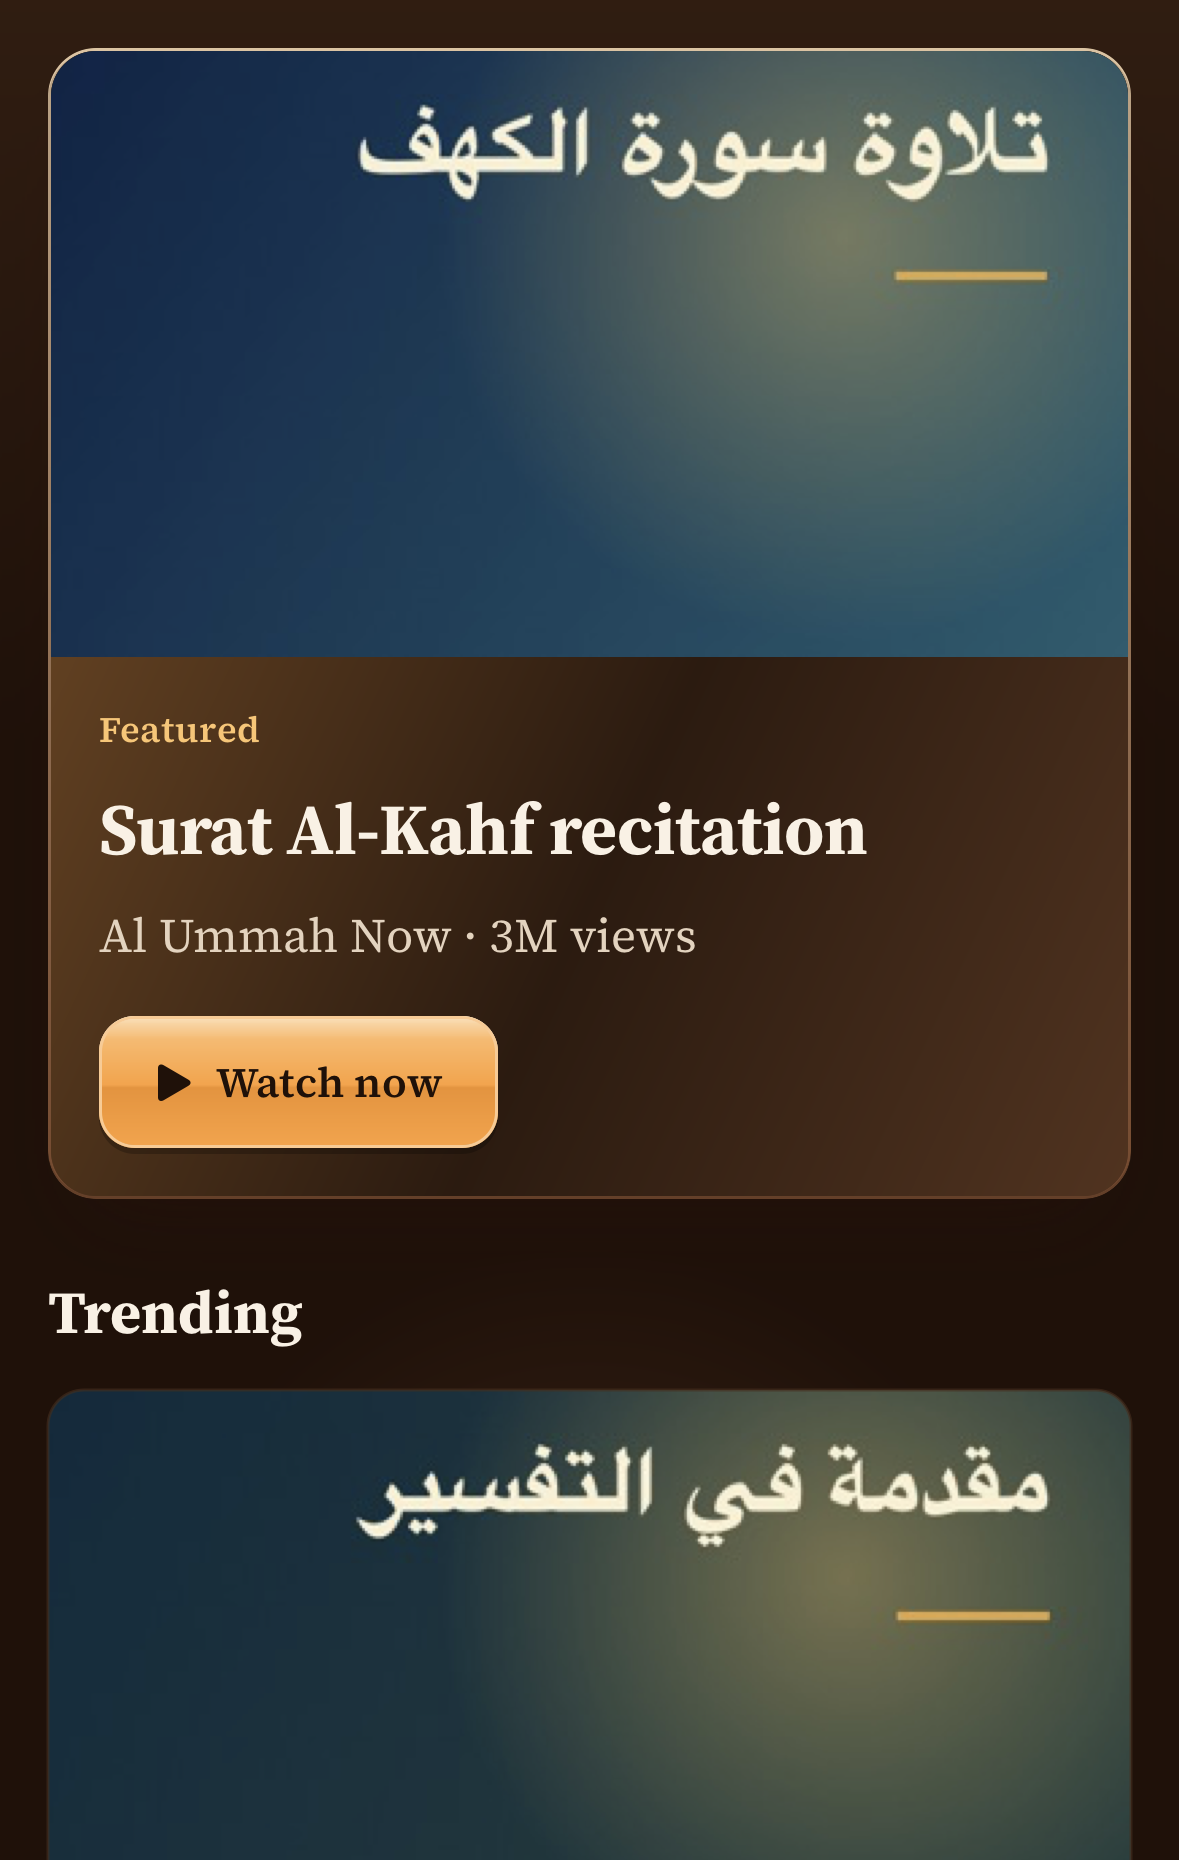 تلاوة سورة الكهف
Featured
Surat Al-Kahf recitation
Al Ummah Now · 3M views
Watch now
Trending
مقدمة في التفسير